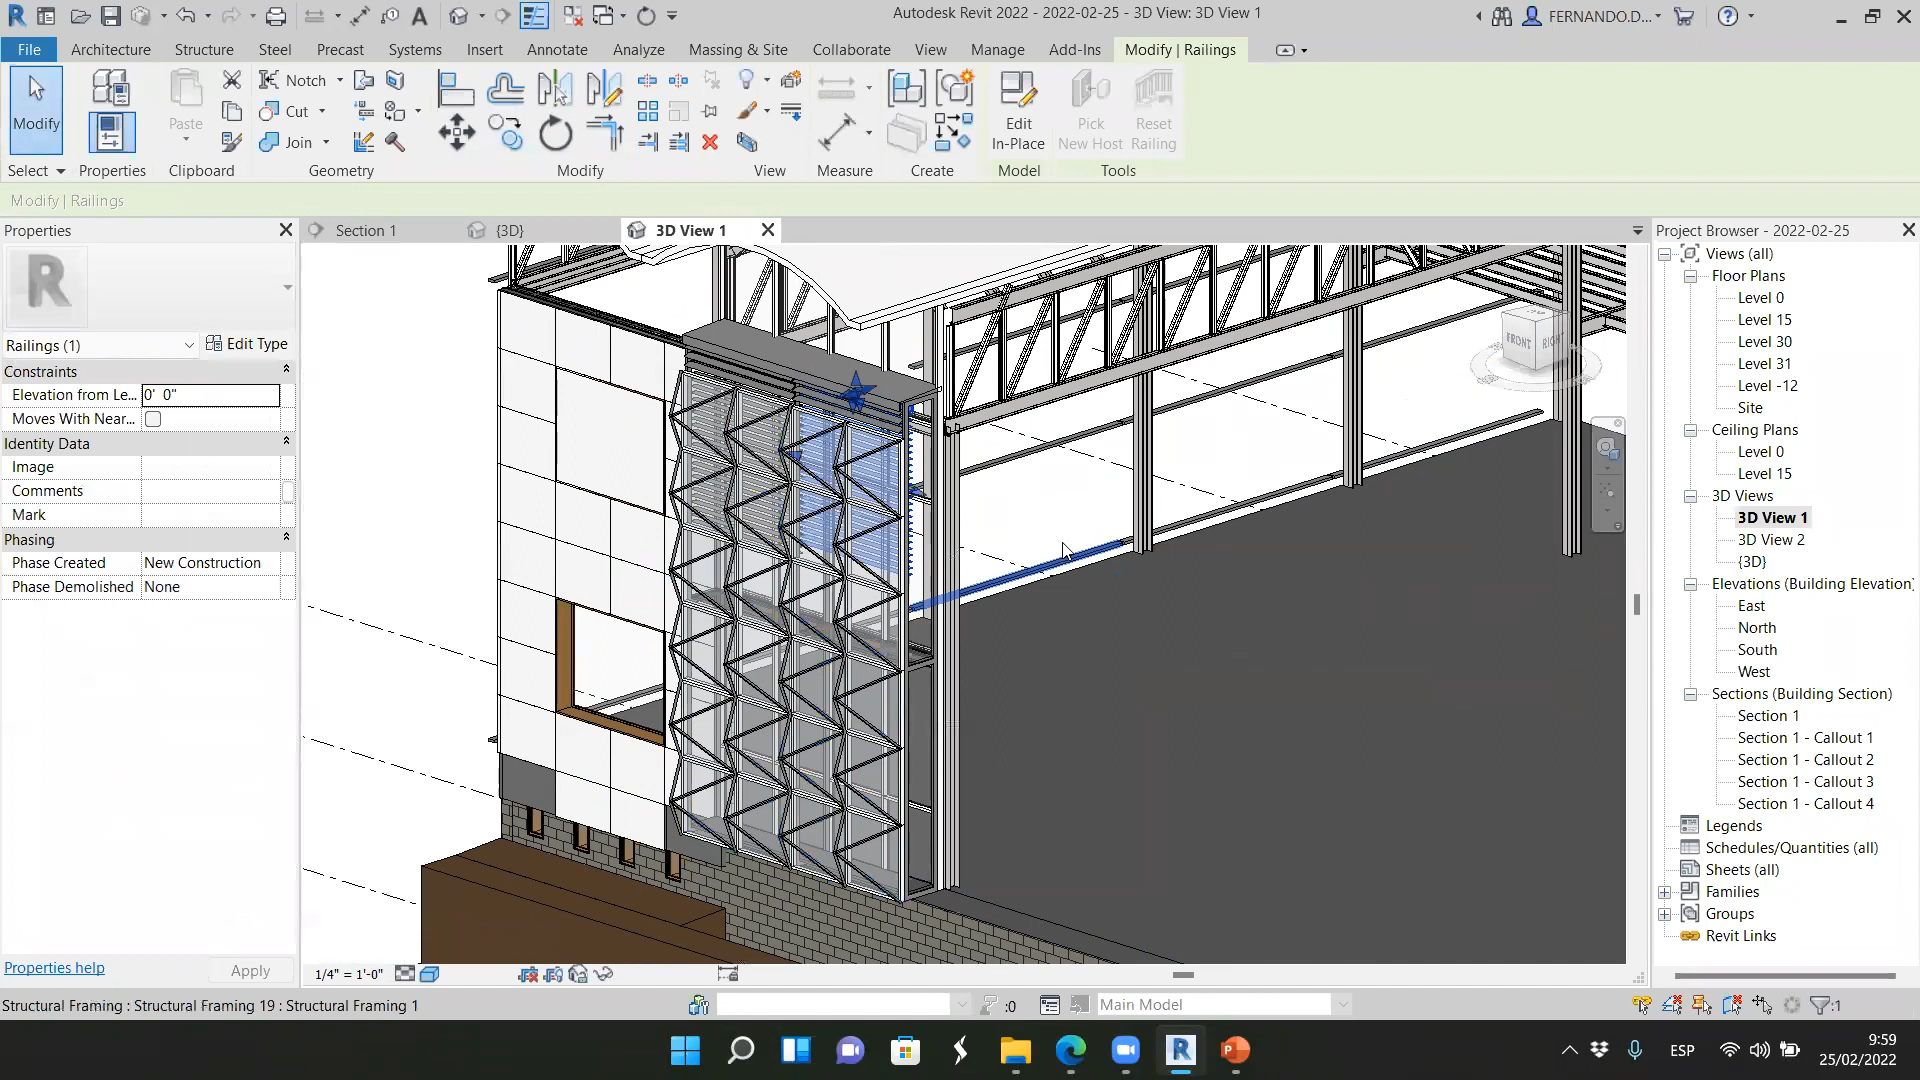 Autodesk Revit 2022 - 2022-02-25 - 3D View: 3D View 1
FERNANDO.D...
File Architecture Structure Steel Precast Systems Insert Annotate Analyze Massing & Site Collaborate View Manage Add-Ins Modify | Railings
Modify
Paste
Notch
Cut
Join
Edit In-Place
Pick New Host
Reset Railing
Select Properties Clipboard Geometry Modify View Measure Create Model Tools
Modify | Railings
Properties
Section 1
{3D}
3D View 1
Project Browser - 2022-02-25
R
Railings (1)
Edit Type
Constraints
Elevation from Le... 0' 0"
Moves With Near...
Identity Data
Image
Comments
Mark
Phasing
Phase Created New Construction
Phase Demolished None
Properties help
Apply
FRONT
RIGHT
Views (all)
Floor Plans
Level 0
Level 15
Level 30
Level 31
Level -12
Site
Ceiling Plans
Level 0
Level 15
3D Views
3D View 1
3D View 2
{3D}
Elevations (Building Elevation)
East
North
South
West
Sections (Building Section)
Section 1
Section 1 - Callout 1
Section 1 - Callout 2
Section 1 - Callout 3
Section 1 - Callout 4
Legends
Schedules/Quantities (all)
Sheets (all)
Families
Groups
Revit Links
1/4" = 1'-0"
Structural Framing : Structural Framing 19 : Structural Framing 1
:0
Main Model
:1
ESP
9:59
25/02/2022